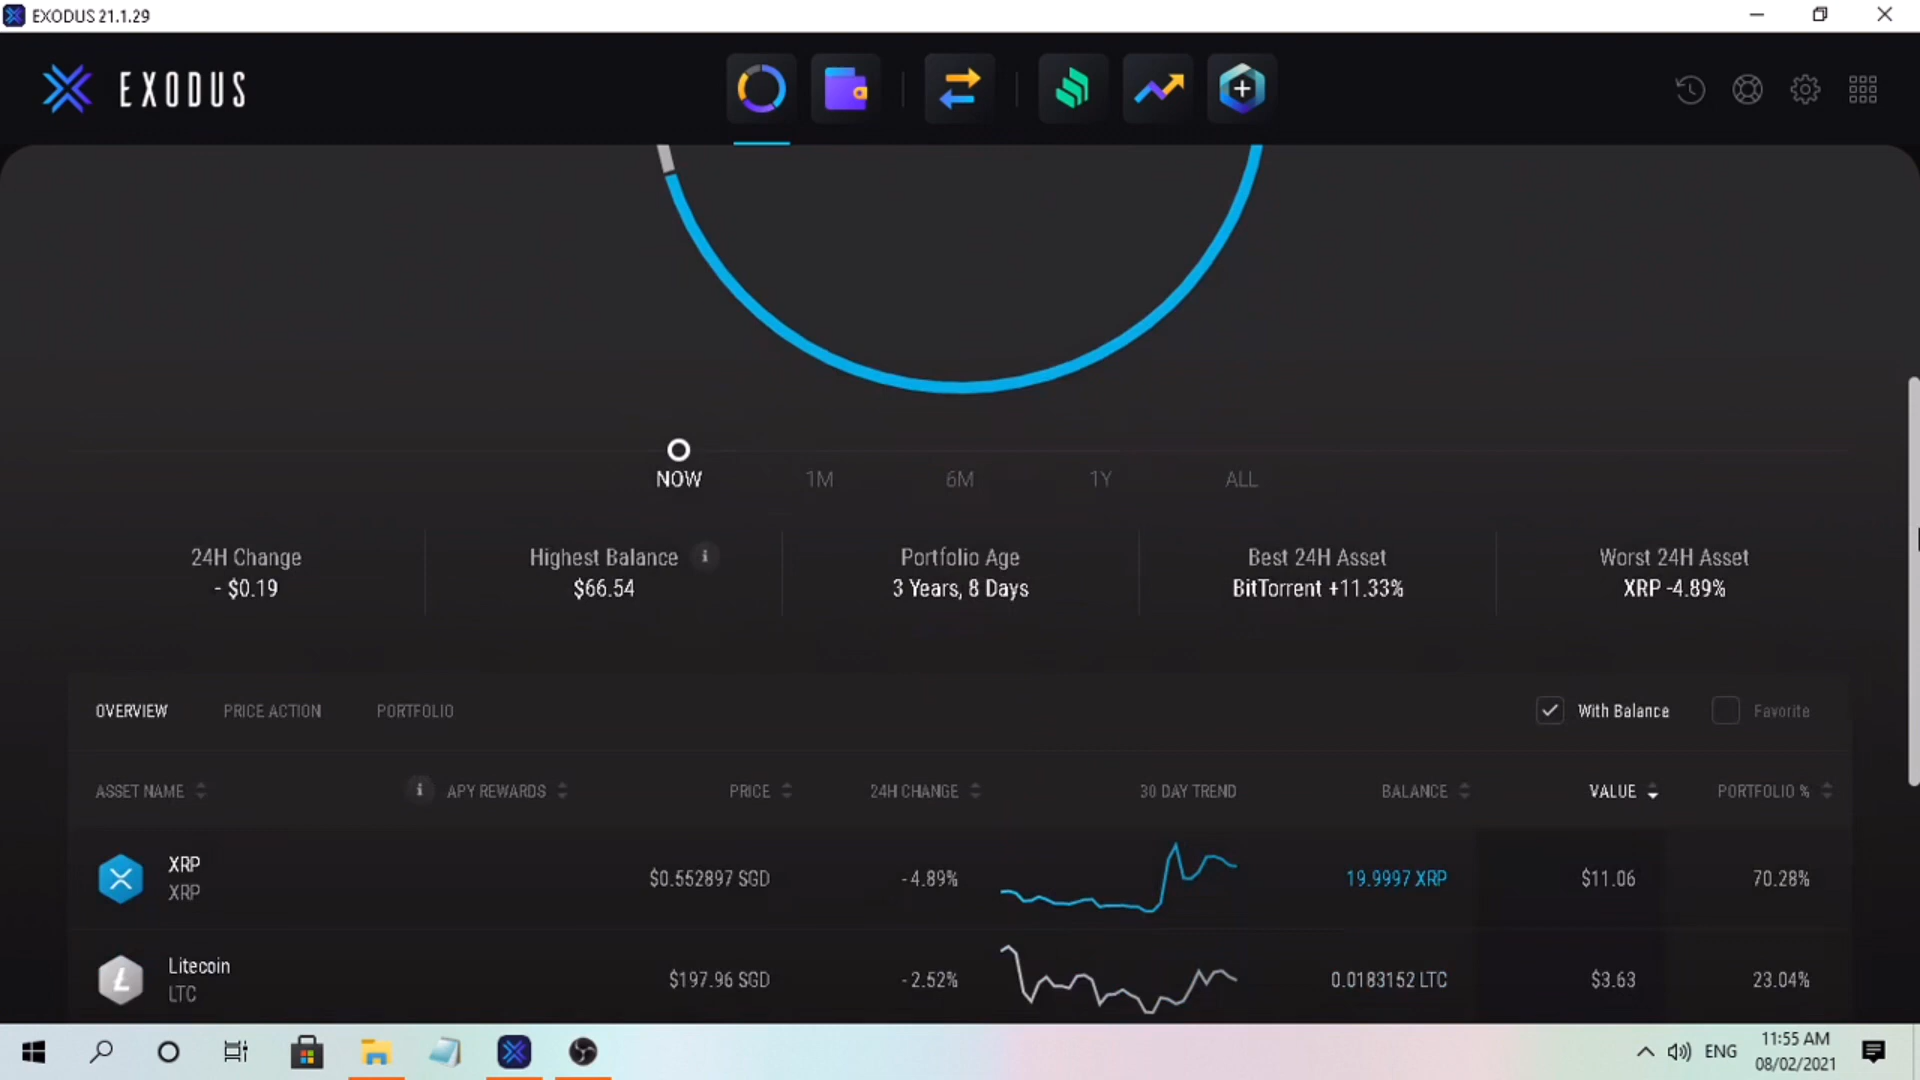 EXODUS 21.1.29
EXODUS
NOW 1M 6M 1Y ALL
24H Change
- $0.19
Highest Balance i
$66.54
Portfolio Age
3 Years, 8 Days
Best 24H Asset
BitTorrent +11.33%
Worst 24H Asset
XRP -4.89%
OVERVIEW PRICE ACTION PORTFOLIO With Balance Favorite
ASSET NAME i APY REWARDS PRICE 24H CHANGE 30 DAY TREND BALANCE VALUE PORTFOLIO %
XRP
XRP
$0.552897 SGD -4.89% 19.9997 XRP $11.06 70.28%
Litecoin
LTC
$197.96 SGD -2.52% 0.0183152 LTC $3.63 23.04%
ENG
11:55 AM
08/02/2021